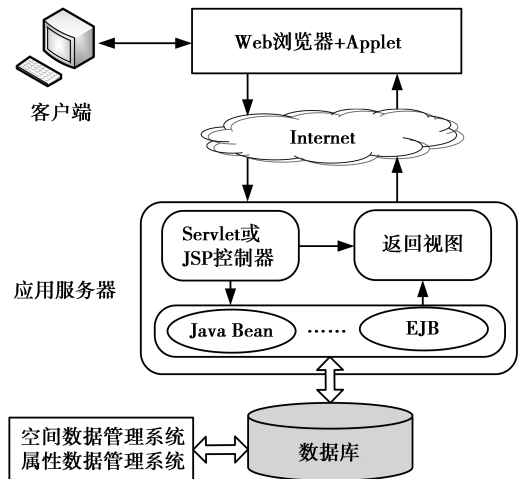 Web浏览器+Applet
客户端
Internet
Servlet或
JSP控制器
返回视图
应用服务器
Java Bean
……
EJB
空间数据管理系统
属性数据管理系统
数据库